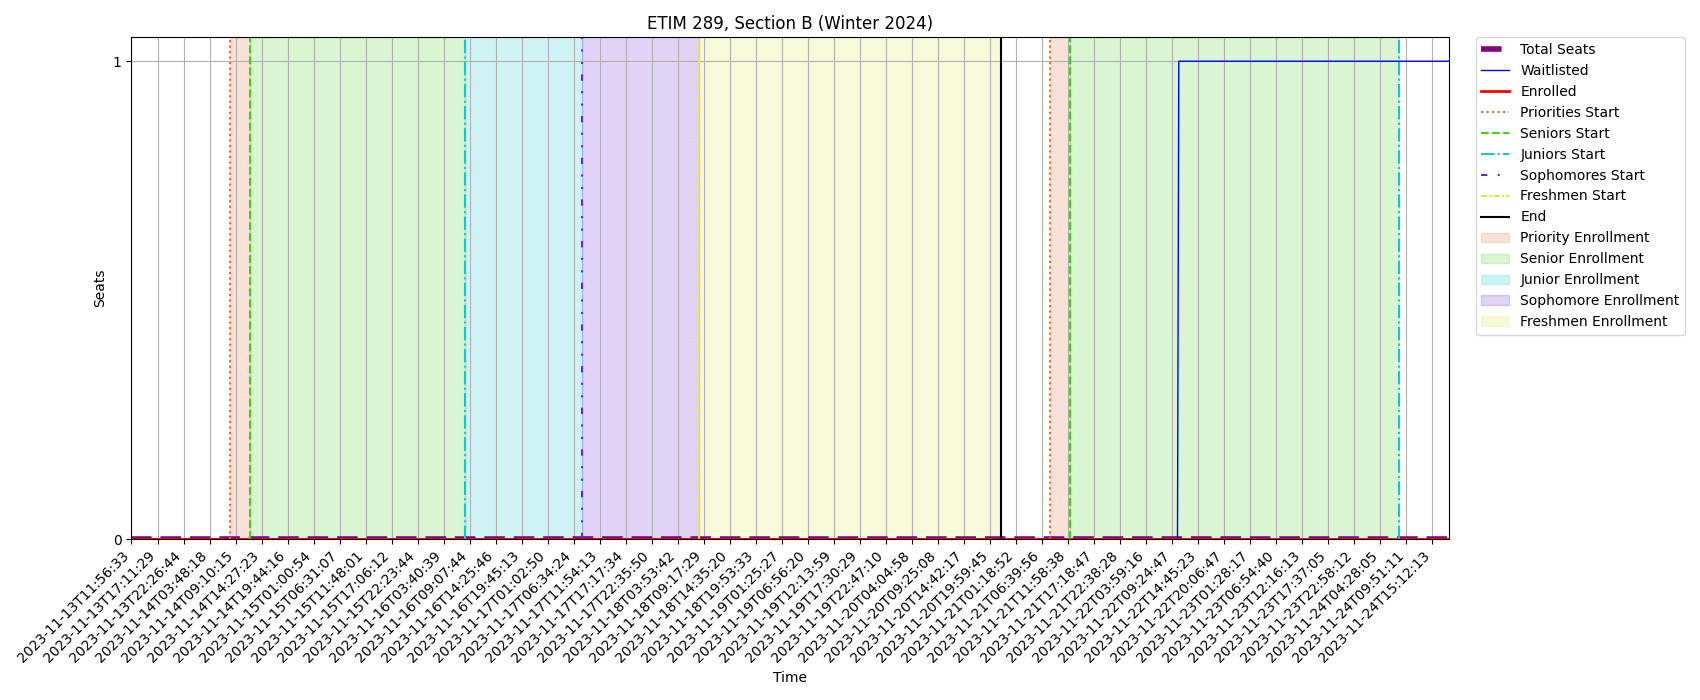 ETIM 289, Section B (Winter 2024)
Total Seats
Waitlisted
Enrolled
Priorities Start
Seniors Start
Juniors Start
Sophomores Start
Freshmen Start
End
Priority Enrollment
Senior Enrollment
Junior Enrollment
Sophomore Enrollment
Freshmen Enrollment
1
Seats
0
2023-11-13T11:56:33
2023-11-13T17:11:29
2023-11-13T22:26:44
2023-11-14T03:48:18
2023-11-14T09:10:15
2023-11-14T14:27:23
2023-11-14T19:44:16
2023-11-15T01:00:54
2023-11-15T06:31:07
2023-11-15T11:48:01
2023-11-15T17:06:12
2023-11-15T22:23:44
2023-11-16T03:40:39
2023-11-16T09:07:44
2023-11-16T14:25:46
2023-11-16T19:45:13
2023-11-17T01:02:50
2023-11-17T06:34:24
2023-11-17T11:54:13
2023-11-17T17:17:34
2023-11-17T22:35:50
2023-11-18T03:53:42
2023-11-18T09:17:29
2023-11-18T14:35:20
2023-11-18T19:53:33
2023-11-19T01:25:27
2023-11-19T06:56:20
2023-11-19T12:13:59
2023-11-19T17:30:29
2023-11-19T22:47:10
2023-11-20T04:04:58
2023-11-20T09:25:08
2023-11-20T14:42:17
2023-11-20T19:59:45
2023-11-21T01:18:52
2023-11-21T06:39:56
2023-11-21T11:58:38
2023-11-21T17:18:47
2023-11-21T22:38:28
2023-11-22T03:59:16
2023-11-22T09:24:47
2023-11-22T14:45:23
2023-11-22T20:06:47
2023-11-23T01:28:17
2023-11-23T06:54:40
2023-11-23T12:16:13
2023-11-23T17:37:05
2023-11-23T22:58:12
2023-11-24T04:28:05
2023-11-24T09:51:11
2023-11-24T15:12:13
Time